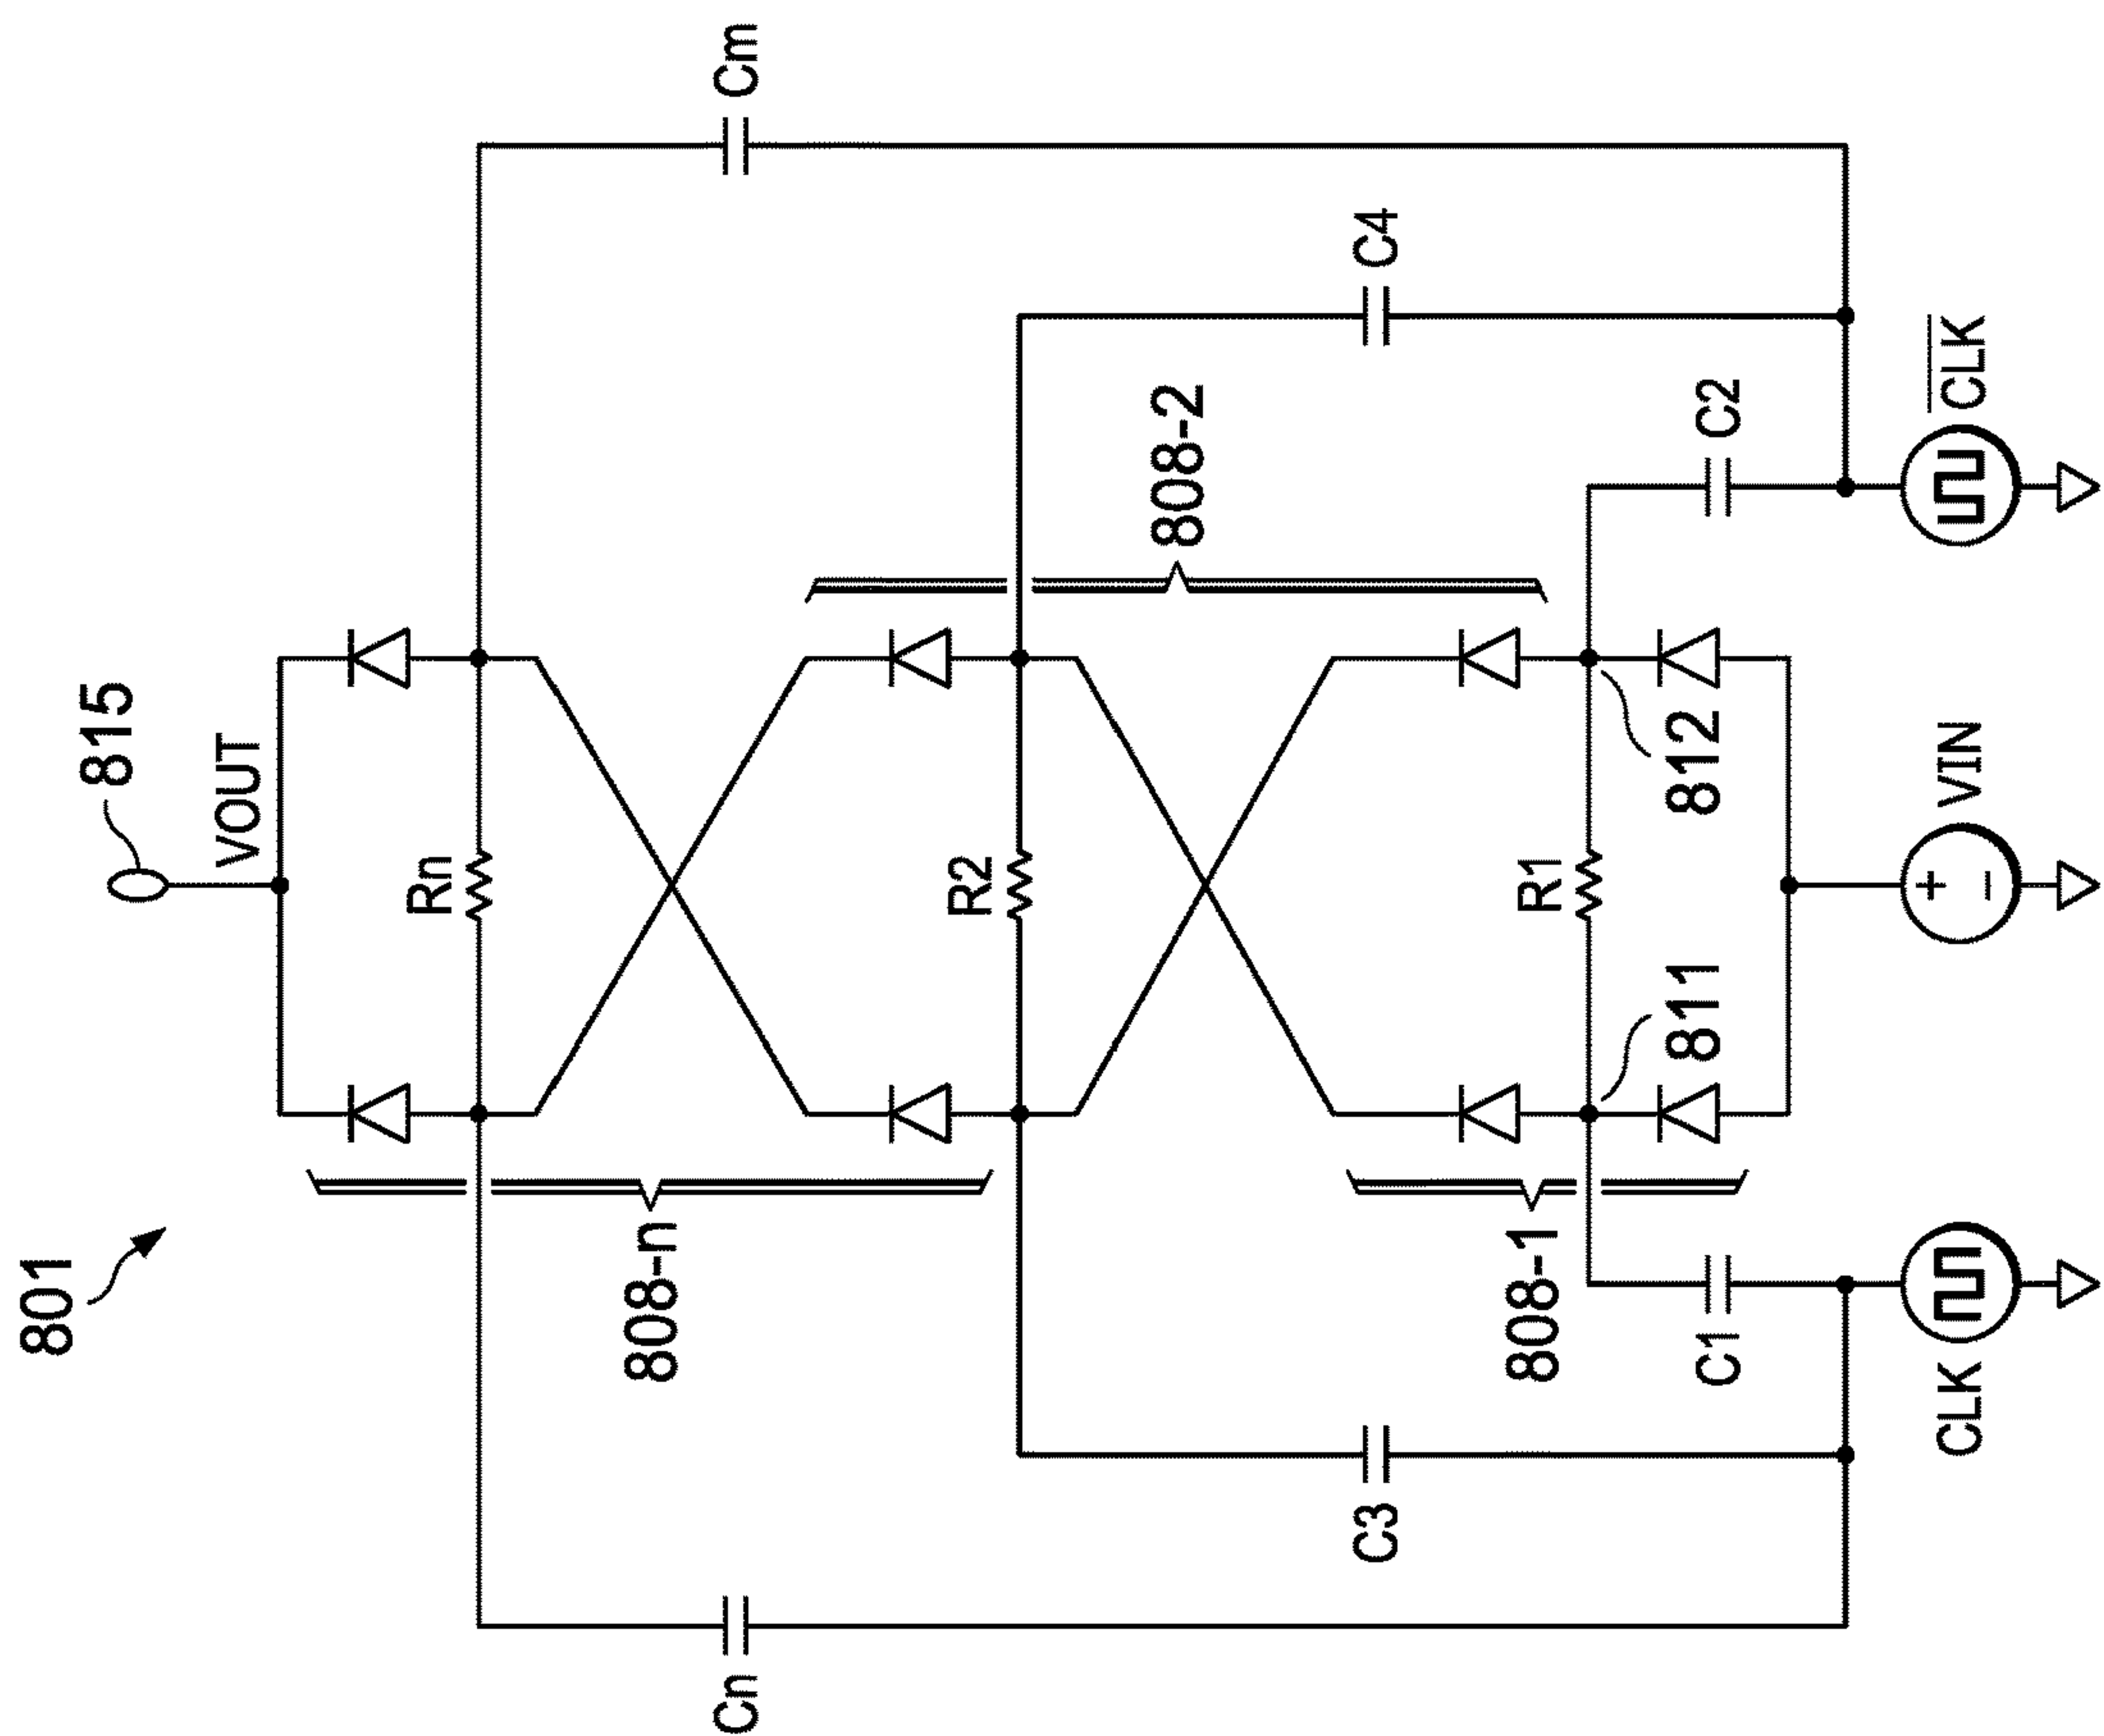 801
815
VOUT
Cn
Rn
Cm
808-n
R2
C3
C4
808-2
808-1
R1
811
812
C1
C2
CLK
VIN
CLK